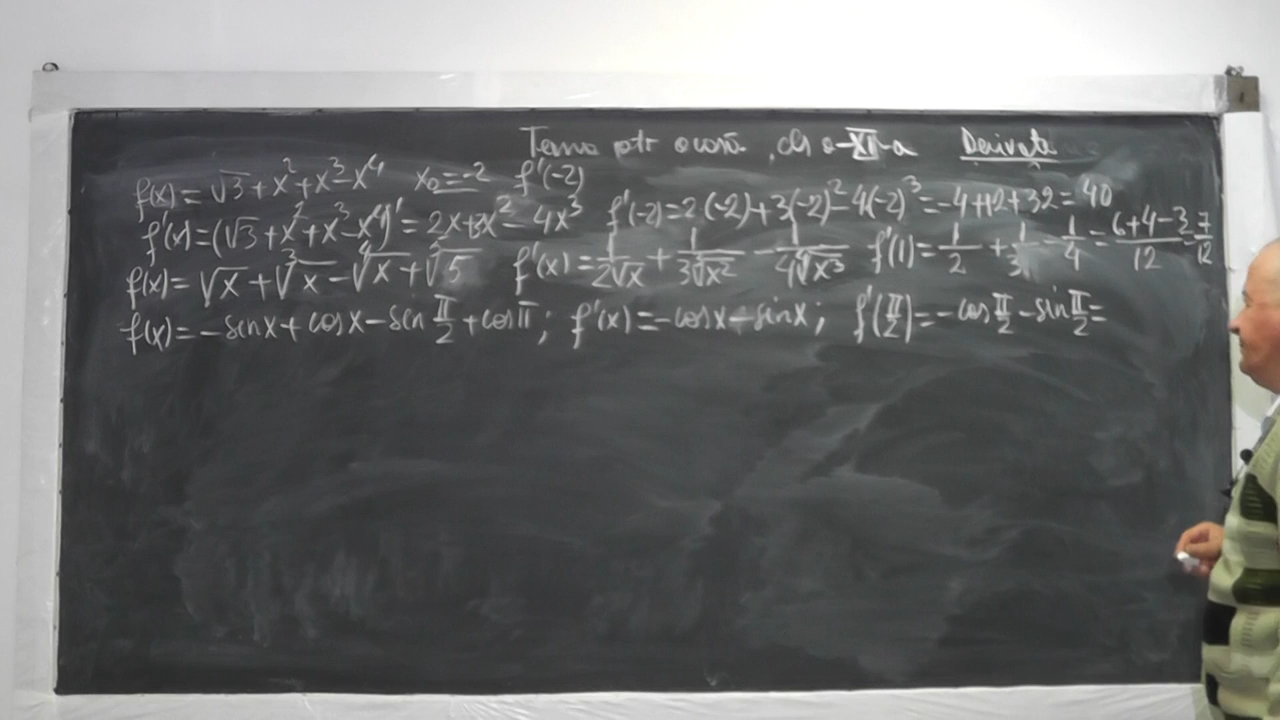 Tema ptr acasă, cls a-XI-a Derivate
f(x) = √3 + x² + x³ - x⁴ x₀ = -2 f'(-2)
f'(x) = (√3 + x² + x³ - x⁴)' = 2x + 3x² - 4x³ f'(-2) = 2(-2) + 3(-2)² - 4(-2)³ = -4 + 12 + 32 = 40
f(x) = √x + ∛x - ∜x + ∛5 f'(x) = 1/(2√x) + 1/(3∛x²) - 1/(4∜x³) f'(1) = 1/2 + 1/3 - 1/4 = (6+4-3)/12 = 7/12
f(x) = -sin x + cos x - sin π/2 + cos π; f'(x) = -cos x - sin x; f'(π/2) = -cos π/2 - sin π/2 =